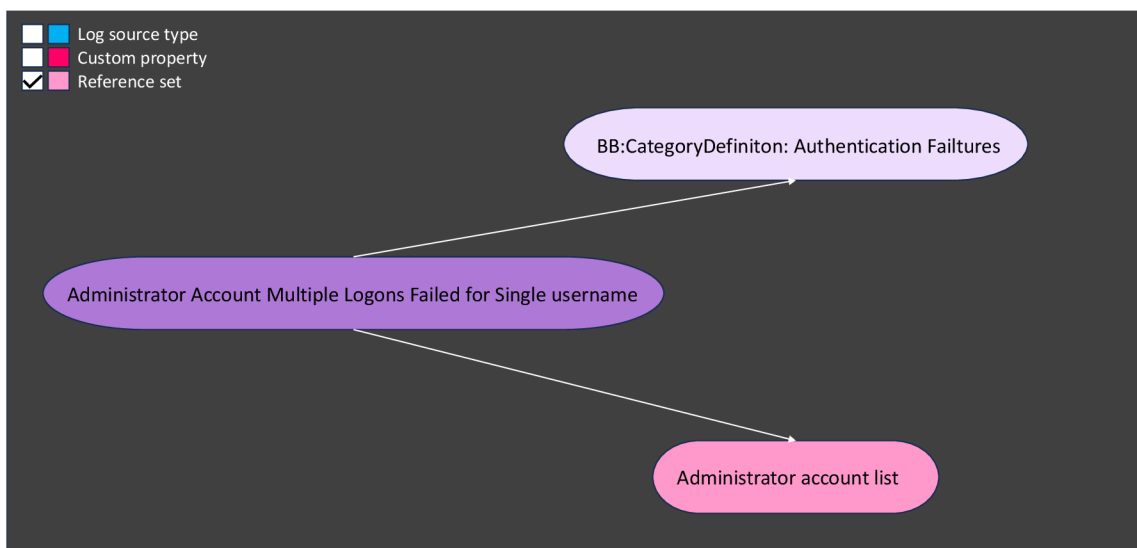 Log source type
Custom property
Reference set
BB:CategoryDefiniton: Authentication Failtures
Administrator Account Multiple Logons Failed for Single username
Administrator account list